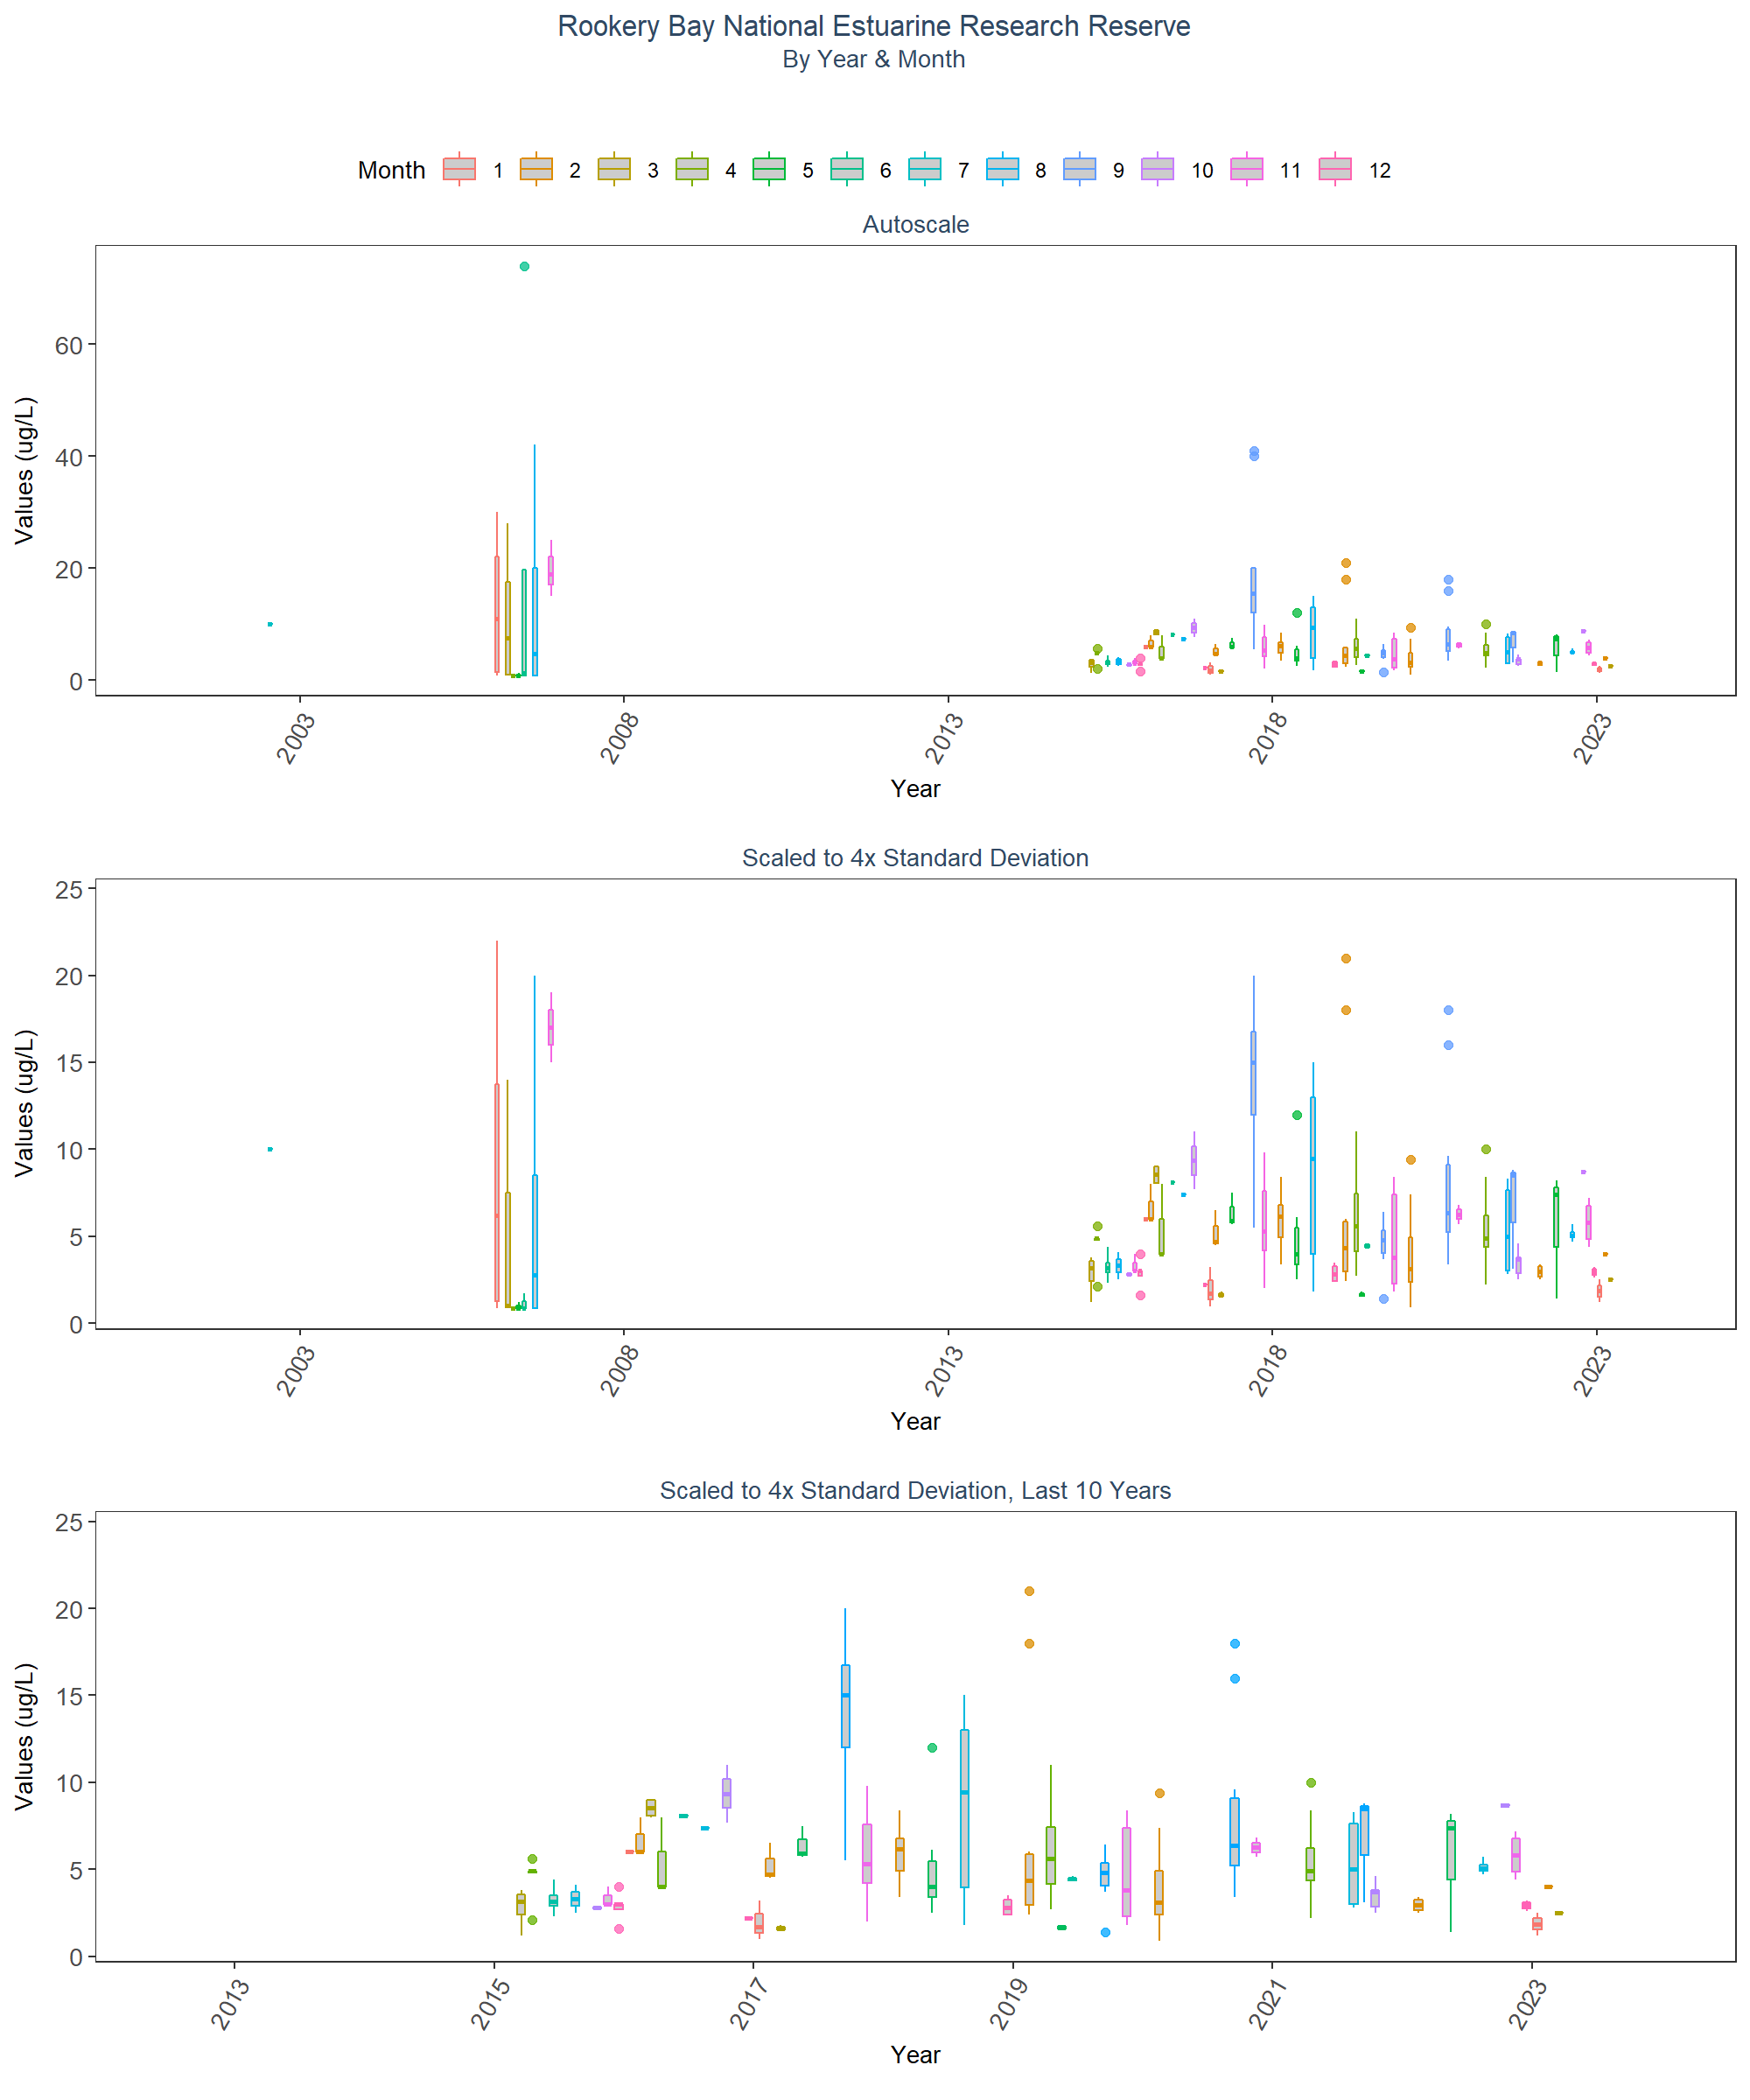 Rookery Bay National Estuarine Research Reserve
By Year & Month
Month 1 2 3 4 5 6 7 8 9 10 11 12
Autoscale
Values (ug/L)
60
40
20
0
2003 2008 2013 2018 2023
Year
Scaled to 4x Standard Deviation
Values (ug/L)
25
20
15
10
5
0
2003 2008 2013 2018 2023
Year
Scaled to 4x Standard Deviation, Last 10 Years
Values (ug/L)
25
20
15
10
5
0
2013 2015 2017 2019 2021 2023
Year